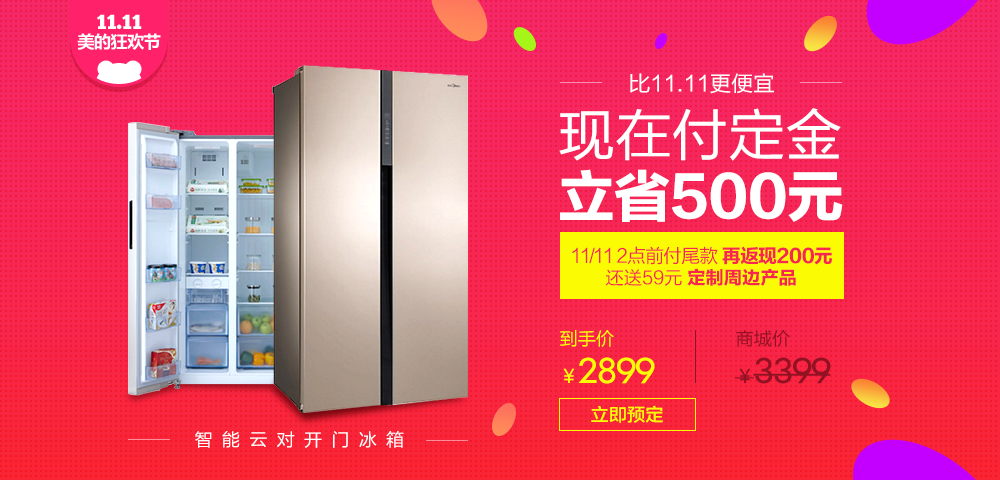 11.11
美的狂欢节
比11.11更便宜
现在付定金
立省500元
11/11 2点前付尾款 再返现200元
还送59元 定制周边产品
到手价
¥2899
商城价
¥3399
立即预定
智能云对开门冰箱